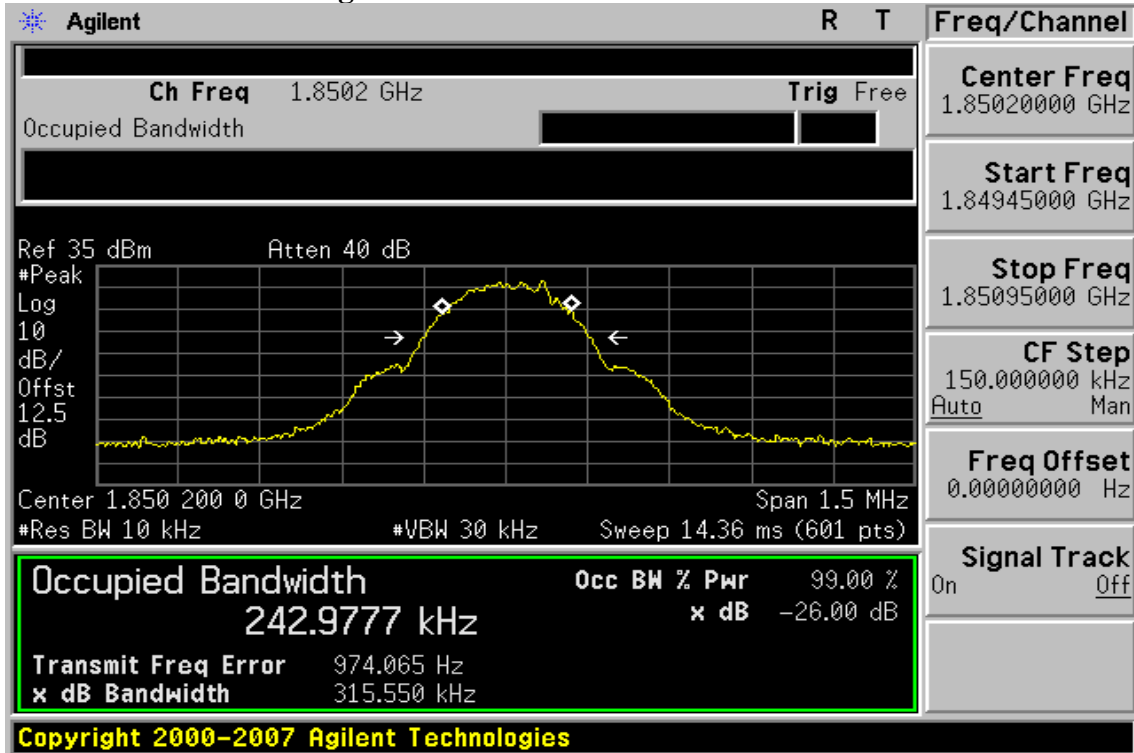 Agilent R T
Ch Freq 1.8502 GHz Trig Free
Occupied Bandwidth
Ref 35 dBm Atten 40 dB
#Peak
Log
10
dB/
Offst
12.5
dB
Center 1.850 200 0 GHz Span 1.5 MHz
#Res BW 10 kHz #VBW 30 kHz Sweep 14.36 ms (601 pts)
Occupied Bandwidth Occ BW % Pwr 99.00 %
242.9777 kHz x dB -26.00 dB
Transmit Freq Error 974.065 Hz
x dB Bandwidth 315.550 kHz
Copyright 2000-2007 Agilent Technologies
Freq/Channel
Center Freq
1.85020000 GHz
Start Freq
1.84945000 GHz
Stop Freq
1.85095000 GHz
CF Step
150.000000 kHz
Auto Man
Freq Offset
0.00000000 Hz
Signal Track
On Off